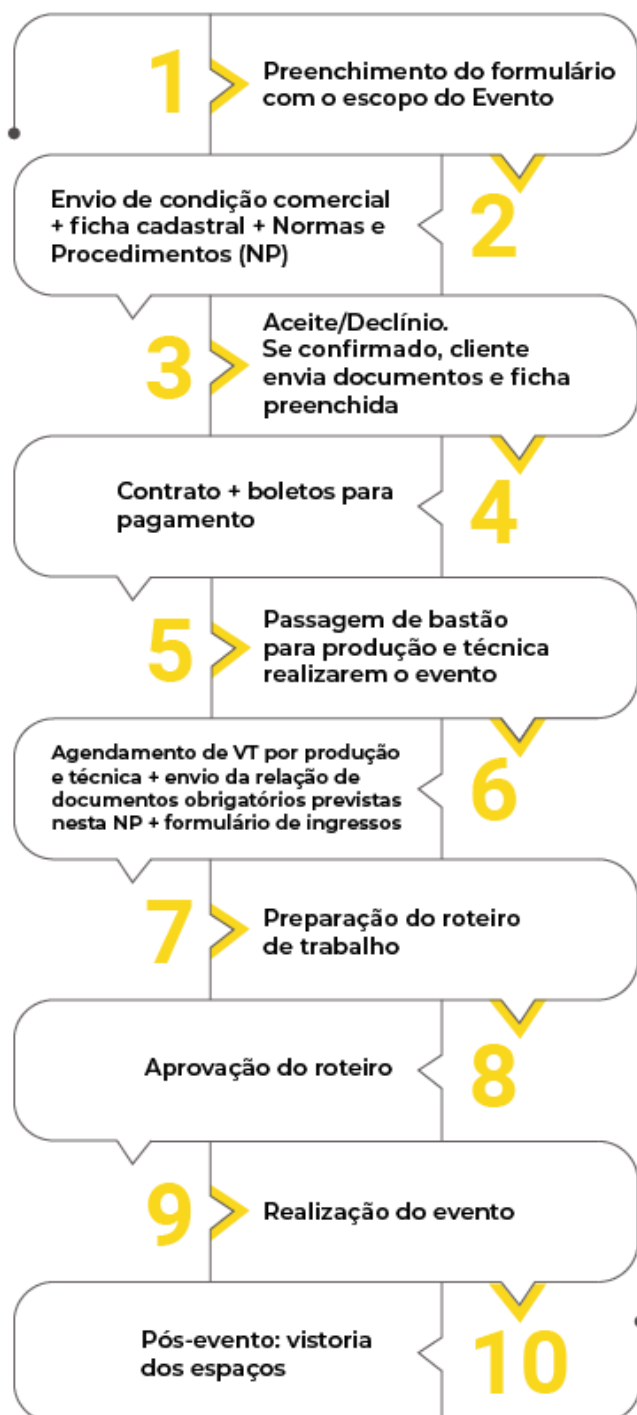 1
Preenchimento do formulário
com o escopo do Evento
2
Envio de condição comercial
+ ficha cadastral + Normas e
Procedimentos (NP)
3
Aceite/Declínio.
Se confirmado, cliente
envia documentos e ficha
preenchida
4
Contrato + boletos para
pagamento
5
Passagem de bastão
para produção e técnica
realizarem o evento
6
Agendamento de VT por produção
e técnica + envio da relação de
documentos obrigatórios previstas
nesta NP + formulário de ingressos
7
Preparação do roteiro
de trabalho
8
Aprovação do roteiro
9
Realização do evento
10
Pós-evento: vistoria
dos espaços